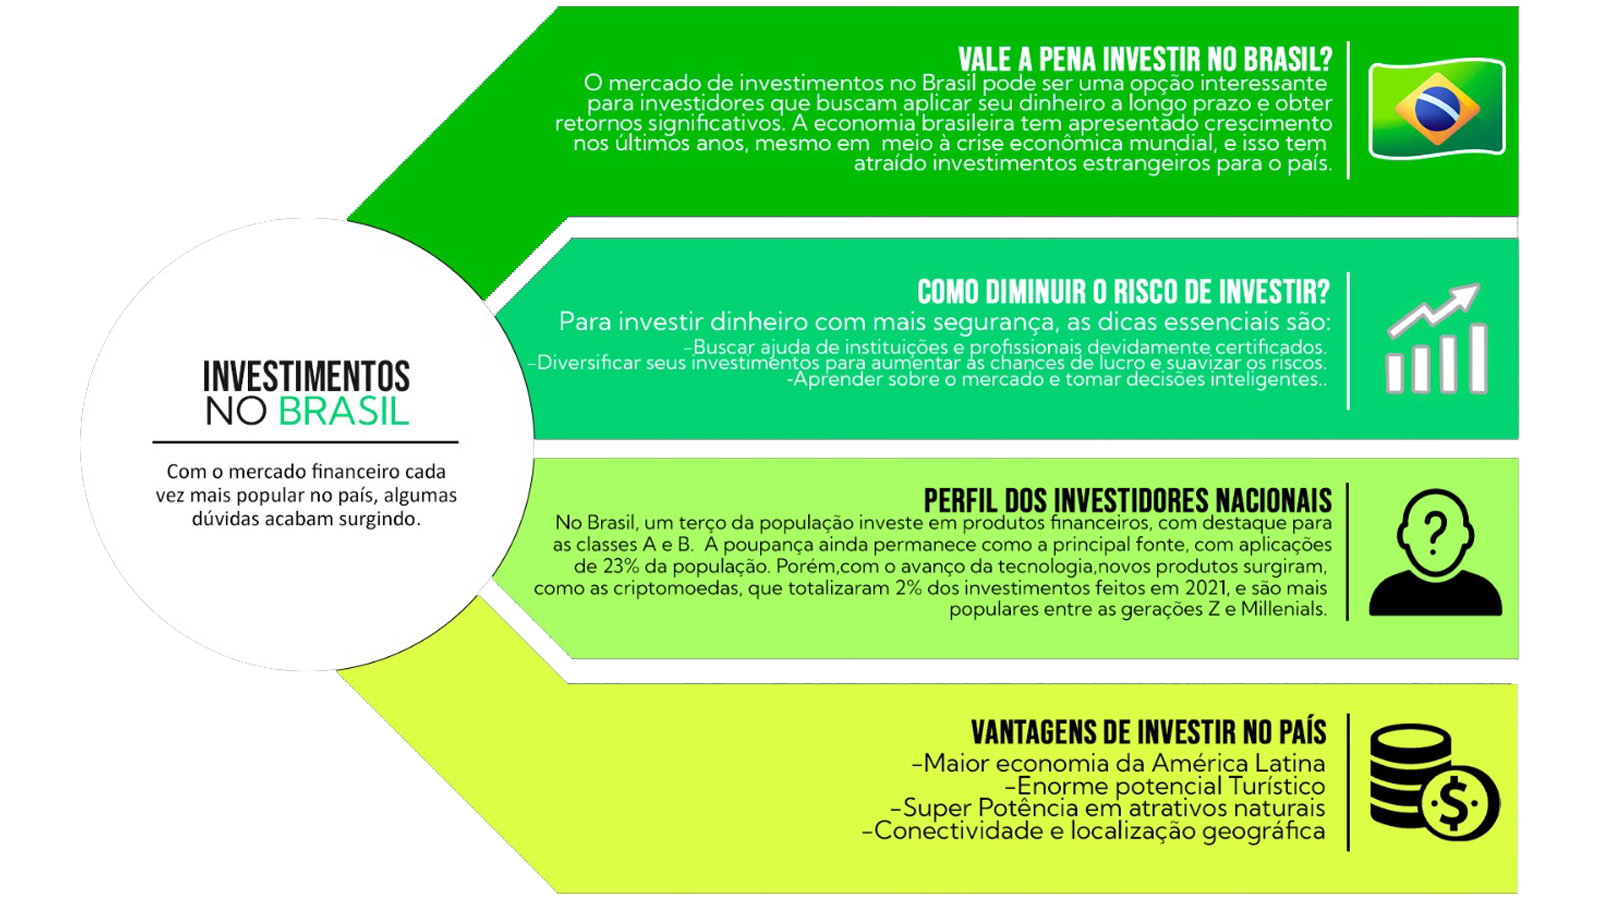 INVESTIMENTOS
NO BRASIL
Com o mercado financeiro cada
vez mais popular no país, algumas
dúvidas acabam surgindo.
VALE A PENA INVESTIR NO BRASIL?
O mercado de investimentos no Brasil pode ser uma opção interessante
para investidores que buscam aplicar seu dinheiro a longo prazo e obter
retornos significativos. A economia brasileira tem apresentado crescimento
nos últimos anos, mesmo em meio à crise econômica mundial, e isso tem
atraído investimentos estrangeiros para o país.
COMO DIMINUIR O RISCO DE INVESTIR?
Para investir dinheiro com mais segurança, as dicas essenciais são:
-Buscar ajuda de instituições e profissionais devidamente certificados.
-Diversificar seus investimentos para aumentar as chances de lucro e suavizar os riscos.
-Aprender sobre o mercado e tomar decisões inteligentes..
PERFIL DOS INVESTIDORES NACIONAIS
No Brasil, um terço da população investe em produtos financeiros, com destaque para
as classes A e B. A poupança ainda permanece como a principal fonte, com aplicações
de 23% da população. Porém,com o avanço da tecnologia,novos produtos surgiram,
como as criptomoedas, que totalizaram 2% dos investimentos feitos em 2021, e são mais
populares entre as gerações Z e Millenials.
?
VANTAGENS DE INVESTIR NO PAÍS
-Maior economia da América Latina
-Enorme potencial Turístico
-Super Potência em atrativos naturais
-Conectividade e localização geográfica
$